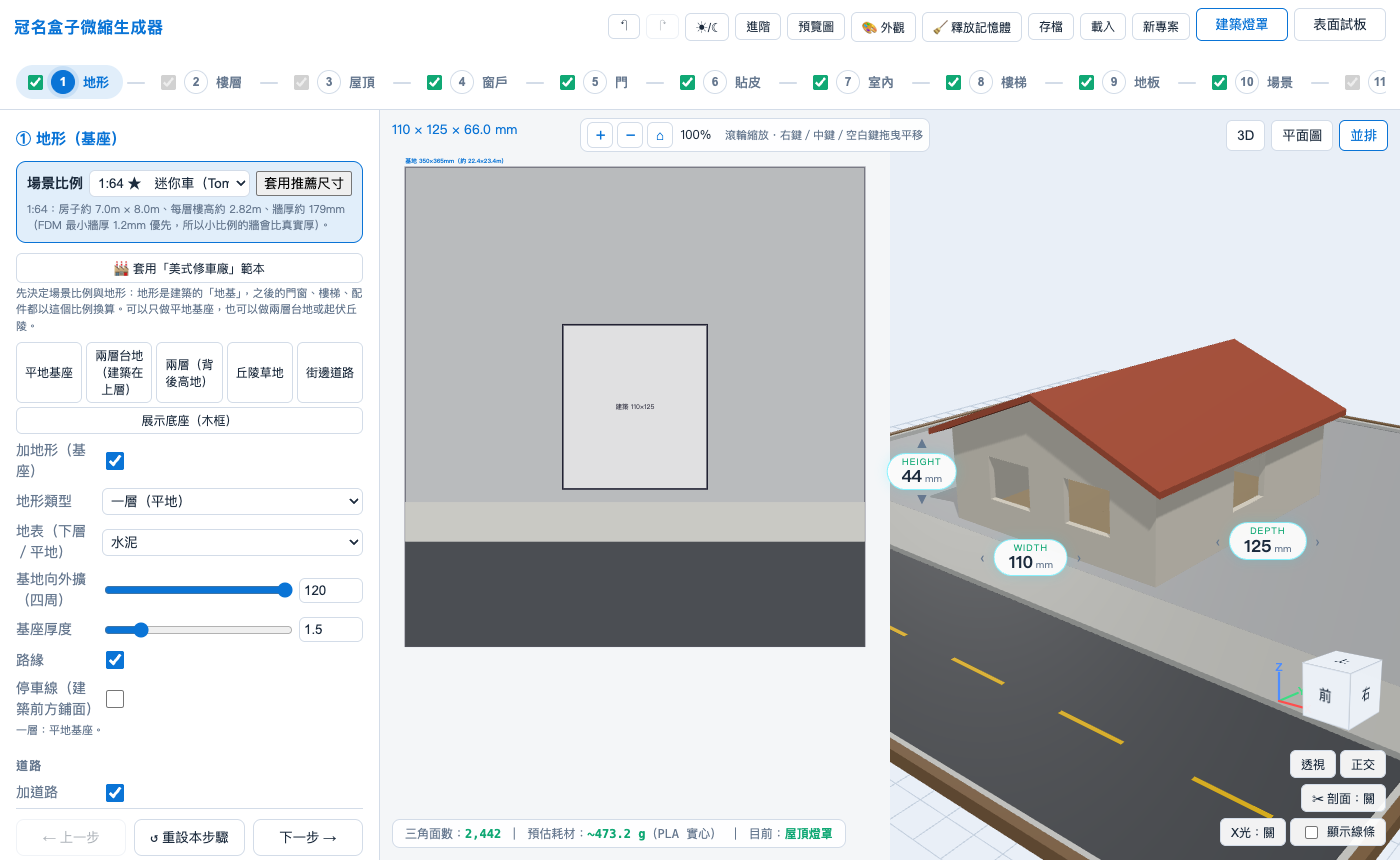 冠名盒子微縮生成器
☀/☾ 進階 預覽圖 🎨 外觀 🧹 釋放記憶體 存檔 載入 新專案 建築燈罩 表面試板
1 地形 2 樓層 3 屋頂 4 窗戶 5 門 6 貼皮 7 室內 8 樓梯 9 地板 10 場景 11
① 地形（基座）
場景比例 1:64 ★ 迷你車（Tom 套用推薦尺寸
1:64：房子約 7.0m × 8.0m、每層樓高約 2.82m、牆厚約 179mm
（FDM 最小牆厚 1.2mm 優先，所以小比例的牆會比真實厚）。
🏭 套用「美式修車廠」範本
先決定場景比例與地形：地形是建築的「地基」，之後的門窗、樓梯、配
件都以這個比例換算。可以只做平地基座，也可以做兩層台地或起伏丘
陵。
平地基座
兩層台地
（建築在
上層）
兩層（背
後高地）
丘陵草地
街邊道路
展示底座（木框）
加地形（基
座）
地形類型 一層（平地）
地表（下層
/ 平地） 水泥
基地向外擴
（四周） 120
基座厚度 1.5
路緣
停車線（建
築前方鋪面）
一層：平地基座。
道路
加道路
← 上一步 ↺ 重設本步驟 下一步 →
110 × 125 × 66.0 mm
+ − ⌂ 100% 滾輪縮放・右鍵 / 中鍵 / 空白鍵拖曳平移
基地 350×365mm（約 22.4×23.4m）
建築 110×125
三角面數：2,442 | 預估耗材：~473.2 g (PLA 實心) | 目前：屋頂燈罩
3D 平面圖 並排
HEIGHT
44 mm
WIDTH
110 mm
DEPTH
125 mm
Z
前 右
透視 正交
✂ 剖面：關
X光：關 顯示線條